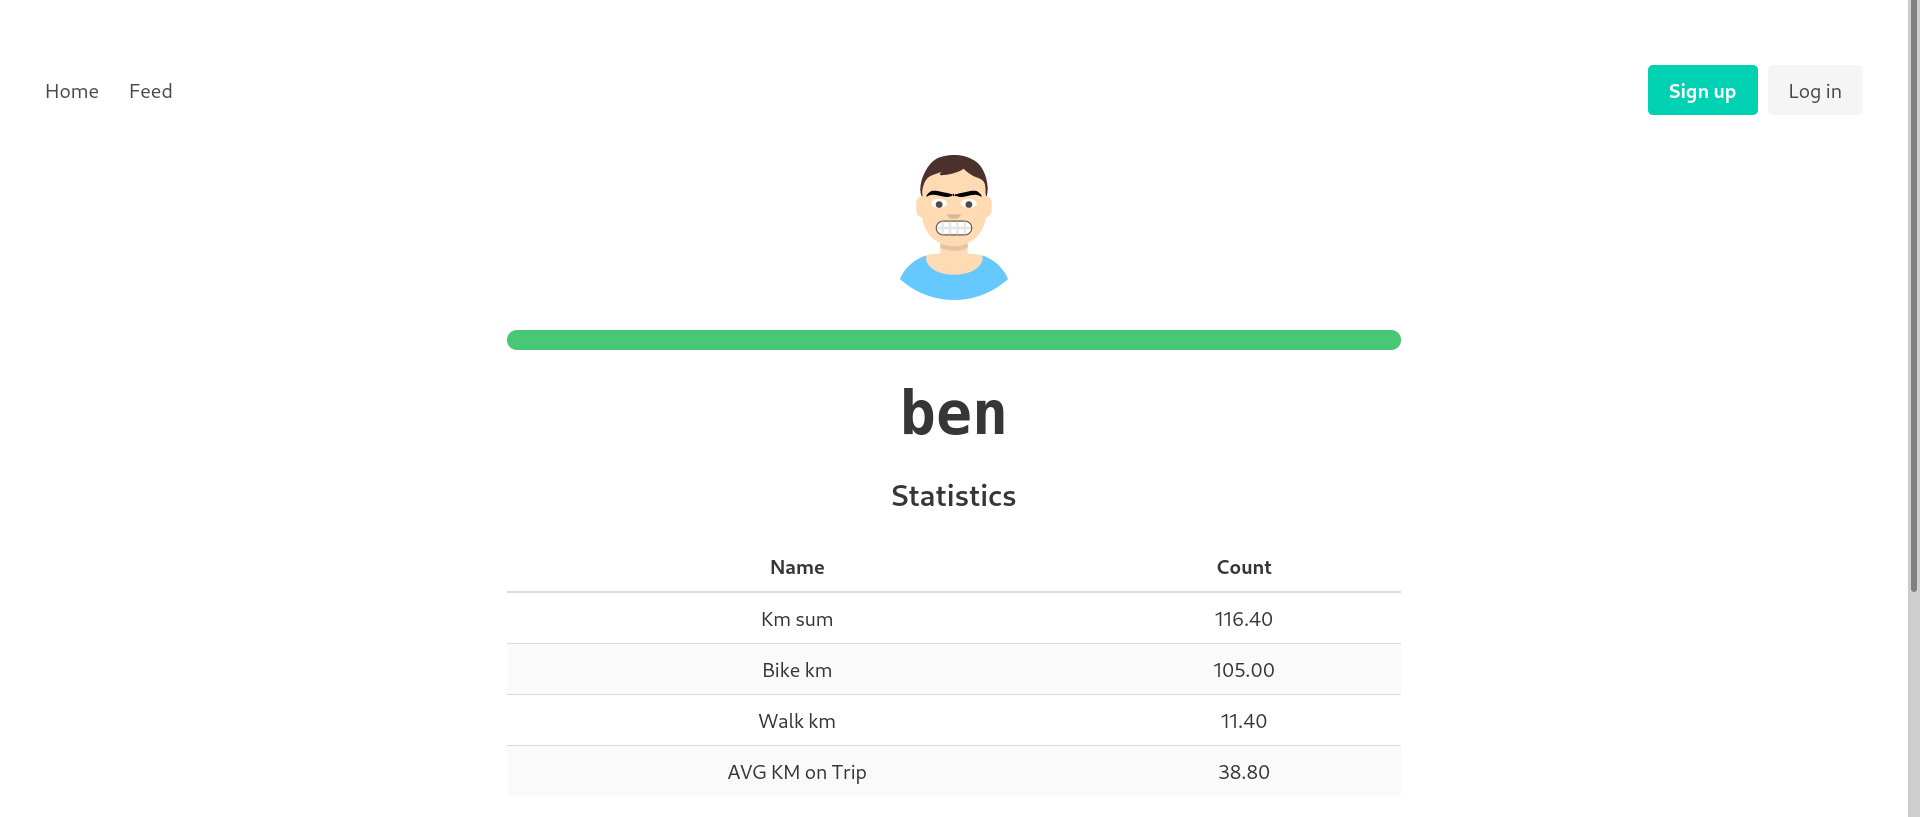 Home Feed Sign up Log in
ben
Statistics
Name Count
Km sum 116.40
Bike km 105.00
Walk km 11.40
AVG KM on Trip 38.80